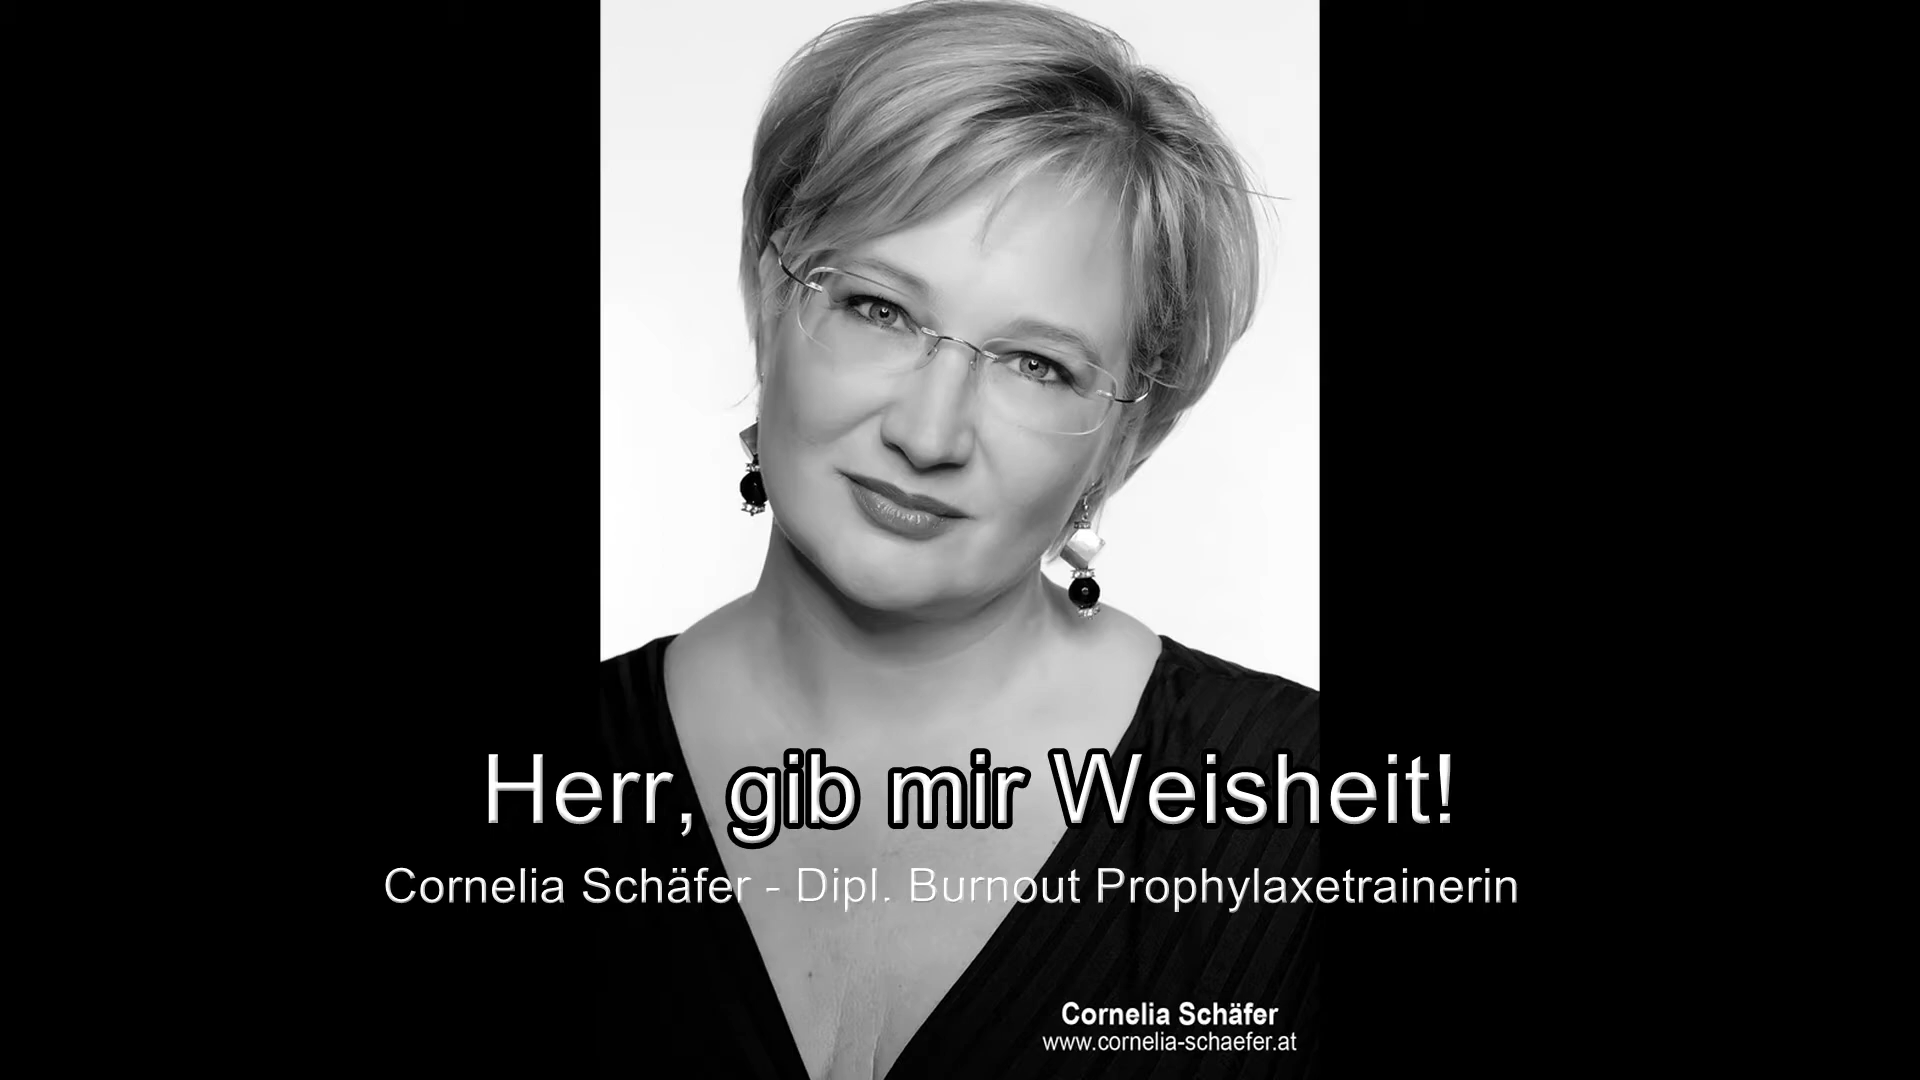 Herr, gib mir Weisheit!
Cornelia Schäfer - Dipl. Burnout Prophylaxetrainerin
Cornelia Schäfer
www.cornelia-schaefer.at